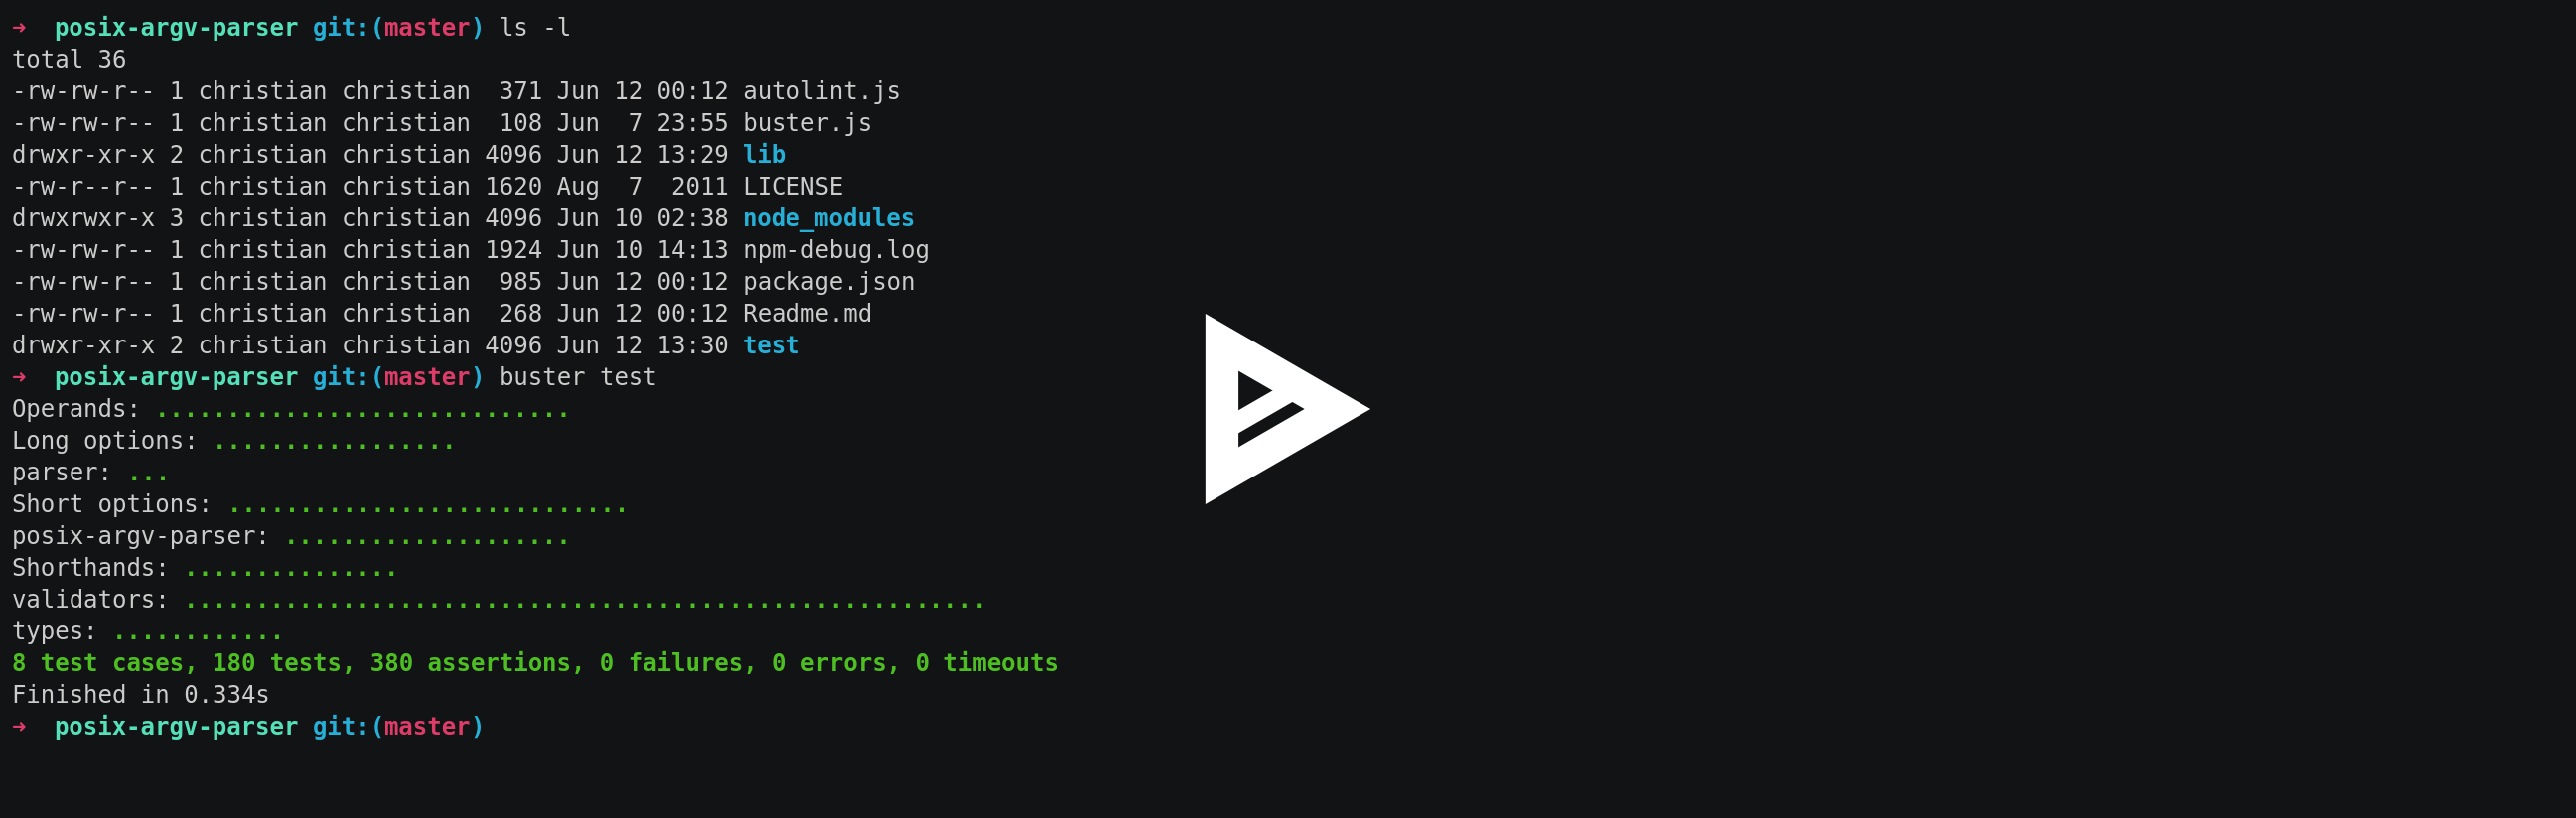 ➜  posix-argv-parser git:(master) ls -l
total 36
-rw-rw-r-- 1 christian christian  371 Jun 12 00:12 autolint.js
-rw-rw-r-- 1 christian christian  108 Jun  7 23:55 buster.js
drwxr-xr-x 2 christian christian 4096 Jun 12 13:29 lib
-rw-r--r-- 1 christian christian 1620 Aug  7  2011 LICENSE
drwxrwxr-x 3 christian christian 4096 Jun 10 02:38 node_modules
-rw-rw-r-- 1 christian christian 1924 Jun 10 14:13 npm-debug.log
-rw-rw-r-- 1 christian christian  985 Jun 12 00:12 package.json
-rw-rw-r-- 1 christian christian  268 Jun 12 00:12 Readme.md
drwxr-xr-x 2 christian christian 4096 Jun 12 13:30 test
➜  posix-argv-parser git:(master) buster test
Operands: .............................
Long options: .................
parser: ...
Short options: ............................
posix-argv-parser: ....................
Shorthands: ...............
validators: ........................................................
types: ............
8 test cases, 180 tests, 380 assertions, 0 failures, 0 errors, 0 timeouts
Finished in 0.334s
➜  posix-argv-parser git:(master)